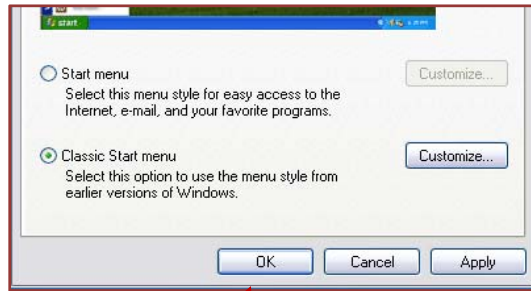 start
Start menu
Customize...
Select this menu style for easy access to the
Internet, e-mail, and your favorite programs.
Classic Start menu
Customize...
Select this option to use the menu style from
earlier versions of Windows.
OK
Cancel
Apply